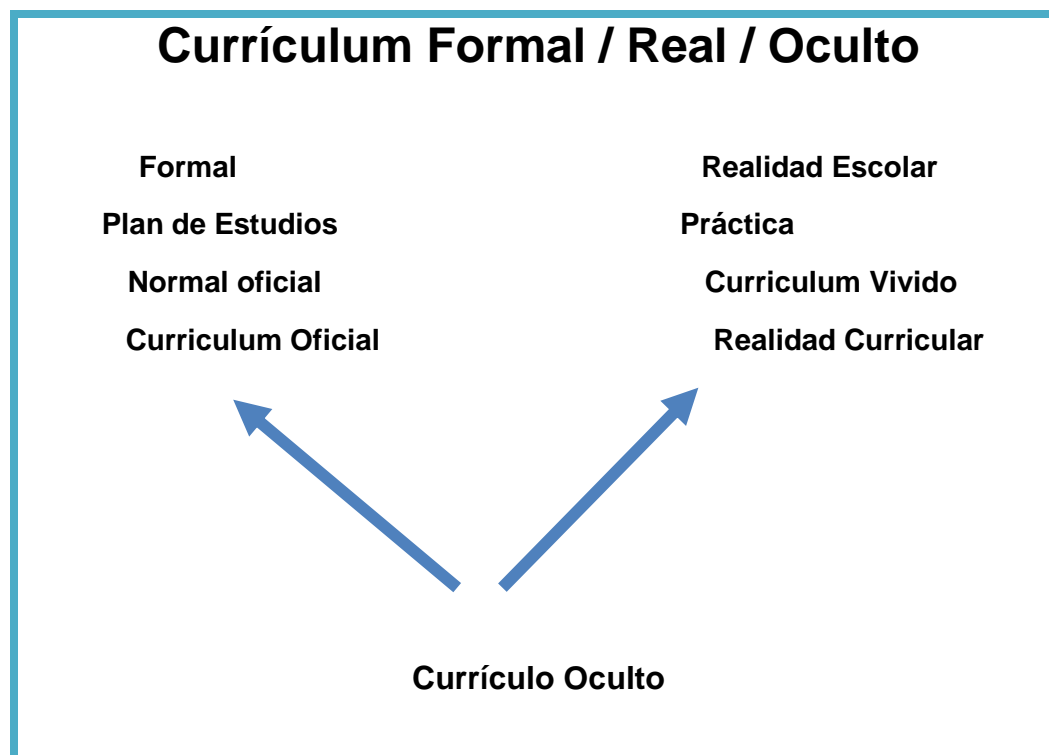 Currículum Formal / Real / Oculto
Formal
Realidad Escolar
Plan de Estudios
Práctica
Normal oficial
Curriculum Vivido
Curriculum Oficial
Realidad Curricular
Currículo Oculto